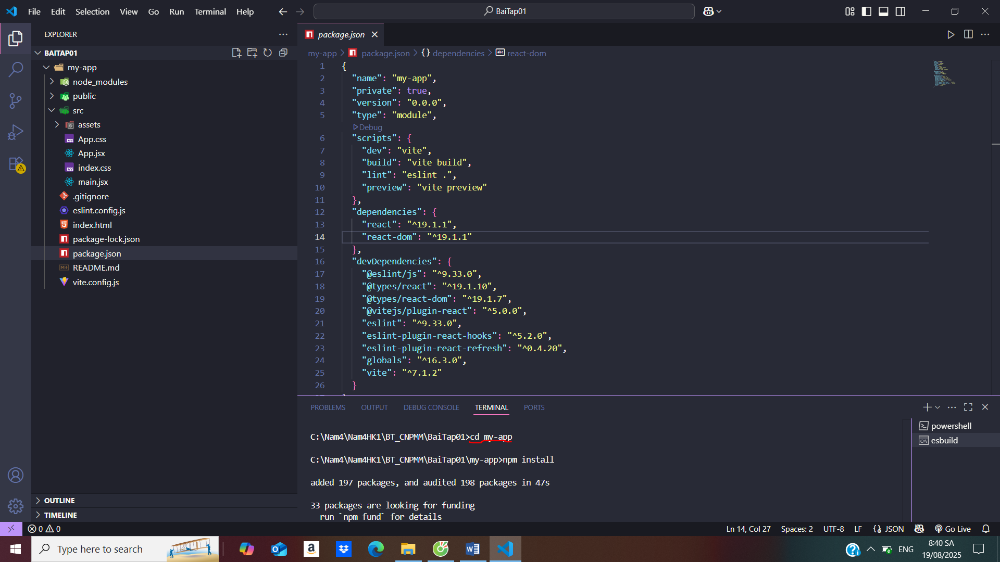 File Edit Selection View Go Run Terminal Help
BaiTap01
EXPLORER
BAITAP01
my-app
node_modules
public
src
assets
App.css
App.jsx
index.css
main.jsx
.gitignore
eslint.config.js
index.html
package-lock.json
package.json
README.md
vite.config.js
OUTLINE
TIMELINE
package.json
my-app > package.json > {} dependencies > react-dom
1 {
2 "name": "my-app",
3 "private": true,
4 "version": "0.0.0",
5 "type": "module",
Debug
6 "scripts": {
7 "dev": "vite",
8 "build": "vite build",
9 "lint": "eslint .",
10 "preview": "vite preview"
11 },
12 "dependencies": {
13 "react": "^19.1.1",
14 "react-dom": "^19.1.1"
15 },
16 "devDependencies": {
17 "@eslint/js": "^9.33.0",
18 "@types/react": "^19.1.10",
19 "@types/react-dom": "^19.1.7",
20 "@vitejs/plugin-react": "^5.0.0",
21 "eslint": "^9.33.0",
22 "eslint-plugin-react-hooks": "^5.2.0",
23 "eslint-plugin-react-refresh": "^0.4.20",
24 "globals": "^16.3.0",
25 "vite": "^7.1.2"
26 }
PROBLEMS OUTPUT DEBUG CONSOLE TERMINAL PORTS
C:\Nam4\Nam4HK1\BT_CNPMM\BaiTap01>cd my-app
C:\Nam4\Nam4HK1\BT_CNPMM\BaiTap01\my-app>npm install
added 197 packages, and audited 198 packages in 47s
33 packages are looking for funding
run `npm fund` for details
powershell
esbuild
0 0
Ln 14, Col 27 Spaces: 2 UTF-8 LF {} JSON Go Live
Type here to search
ENG
8:40 SA
19/08/2025